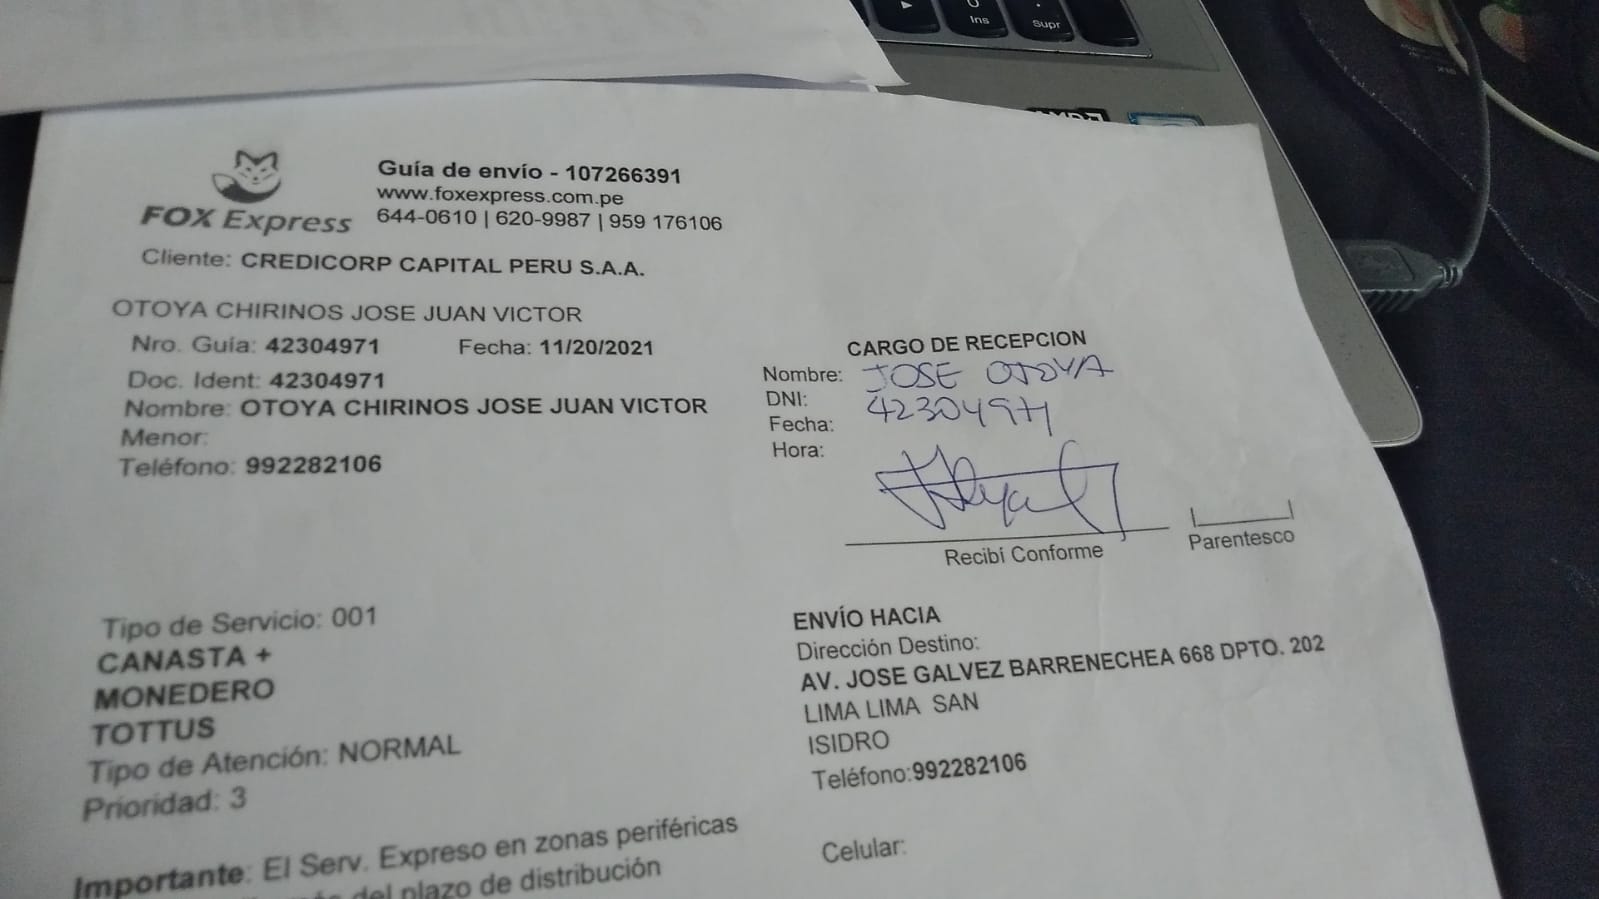 Ins
Supr
FOX Express
Guía de envío - 107266391
www.foxexpress.com.pe
644-0610 | 620-9987 | 959 176106
Cliente: CREDICORP CAPITAL PERU S.A.A.
OTOYA CHIRINOS JOSE JUAN VICTOR
Nro. Guía: 42304971 Fecha: 11/20/2021
Doc. Ident: 42304971
Nombre: OTOYA CHIRINOS JOSE JUAN VICTOR
Menor:
Teléfono: 992282106
CARGO DE RECEPCION
Nombre: JOSE OTOYA
DNI: 42304971
Fecha:
Hora:
Recibí Conforme
Parentesco
Tipo de Servicio: 001
CANASTA +
MONEDERO
TOTTUS
Tipo de Atención: NORMAL
Prioridad: 3
ENVÍO HACIA
Dirección Destino:
AV. JOSE GALVEZ BARRENECHEA 668 DPTO. 202
LIMA LIMA SAN
ISIDRO
Teléfono:992282106
Celular:
Importante: El Serv. Expreso en zonas periféricas
del plazo de distribución